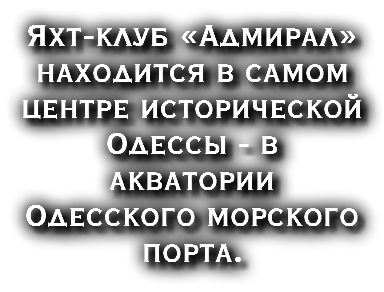 Яхт-клуб «Адмирал»
находится в самом
центре исторической
Одессы - в
акватории
Одесского морского
порта.